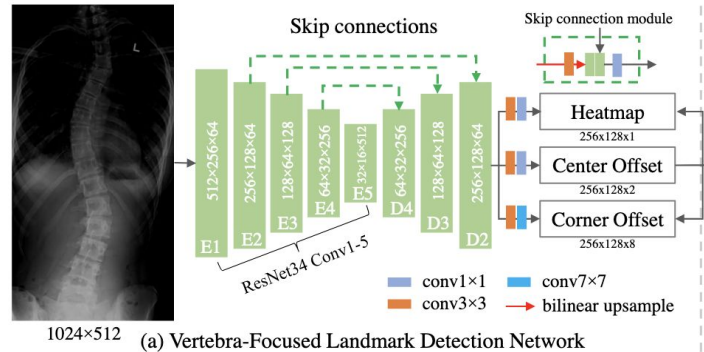 Skip connections
Skip connection module
L
512×256×64
E1
256×128×64
E2
128×64×128
E3
64×32×256
E4
32×16×512
E5
64×32×256
D4
128×64×128
D3
256×128×64
D2
ResNet34 Conv1-5
Heatmap
256x128x1
Center Offset
256x128x2
Corner Offset
256x128x8
conv1×1
conv7×7
conv3×3
bilinear upsample
1024×512
(a) Vertebra-Focused Landmark Detection Network